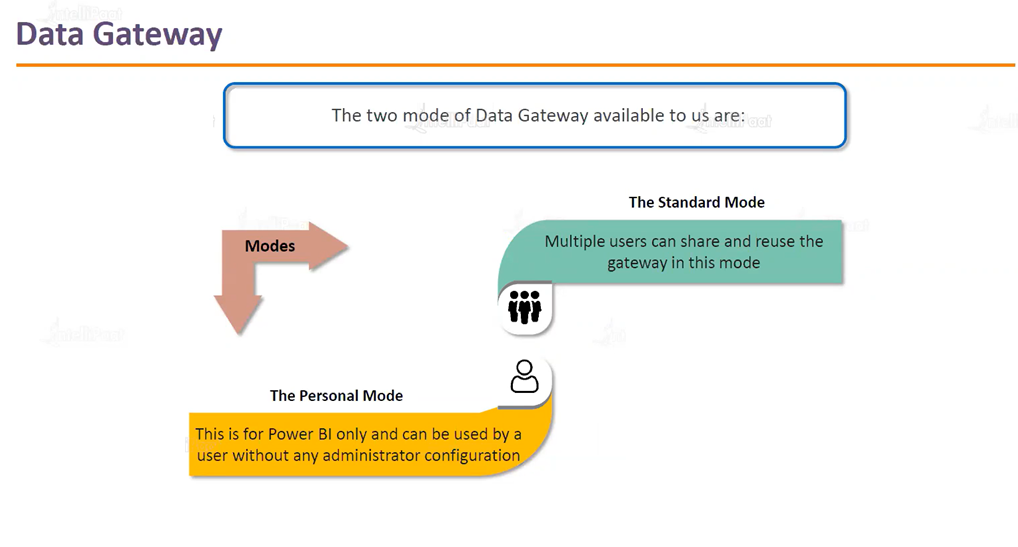 Data Gateway
The two mode of Data Gateway available to us are:
The Standard Mode
Multiple users can share and reuse the
gateway in this mode
Modes
The Personal Mode
This is for Power BI only and can be used by a
user without any administrator configuration